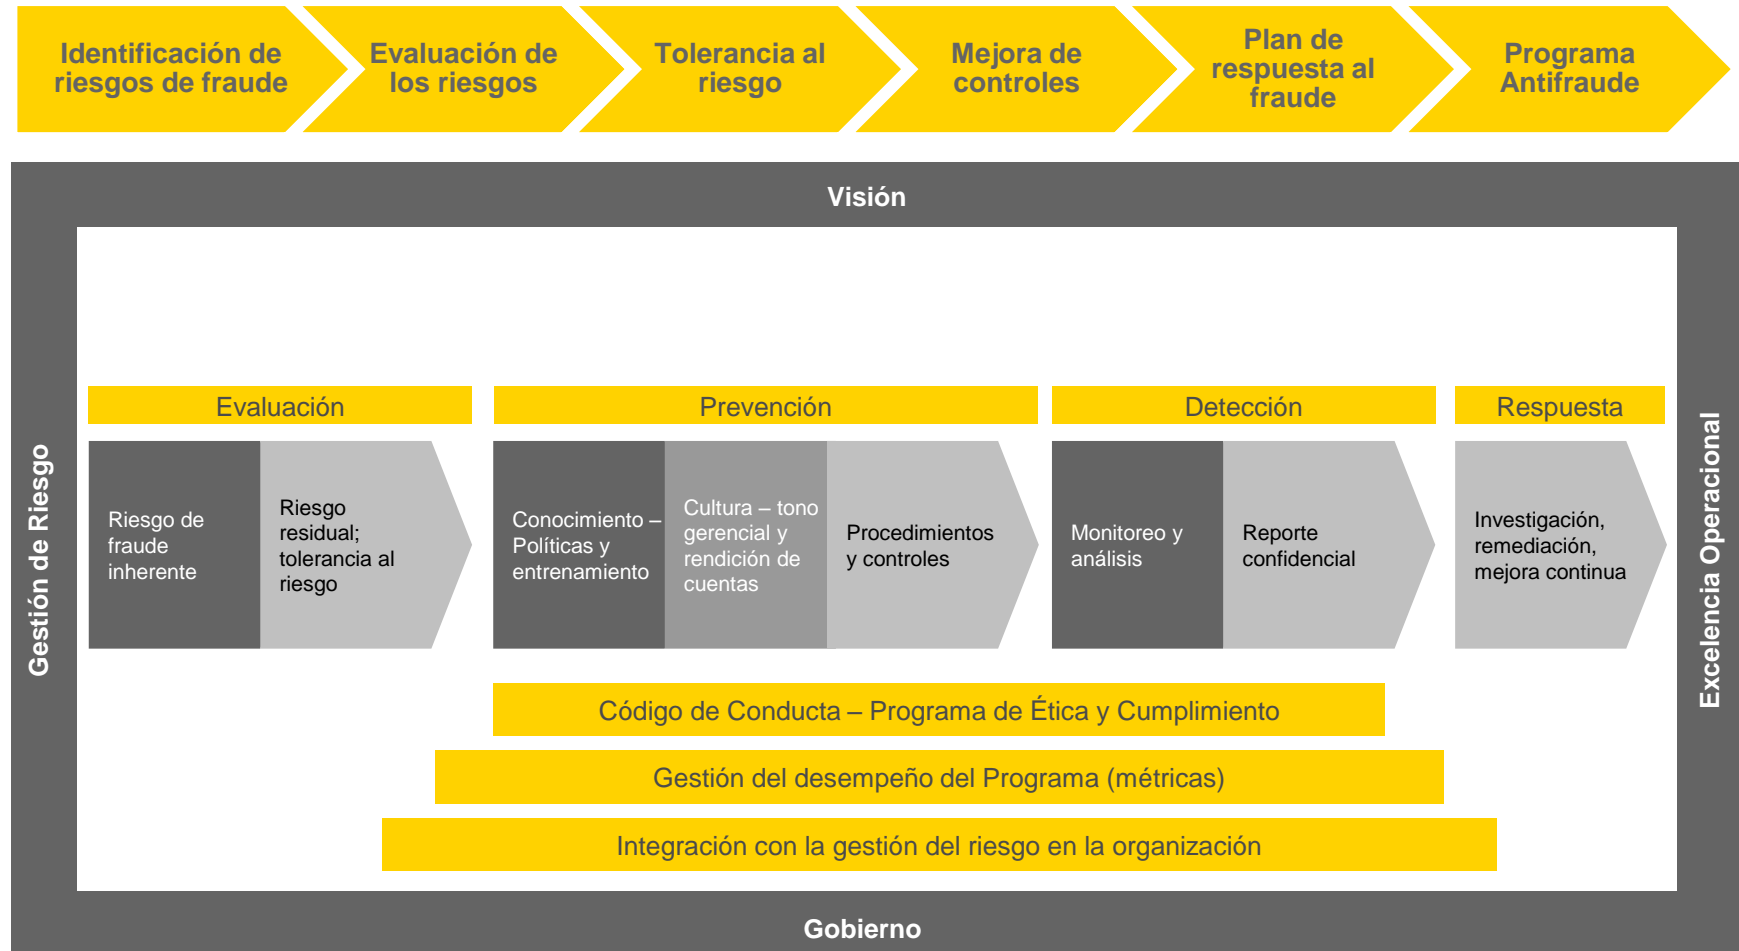 Identificación de
riesgos de fraude
Evaluación de
los riesgos
Tolerancia al
riesgo
Mejora de
controles
Plan de
respuesta al
fraude
Programa
Antifraude
Visión
Gestión de Riesgo
Evaluación
Prevención
Detección
Respuesta
Riesgo de
fraude
inherente
Riesgo
residual;
tolerancia al
riesgo
Conocimiento –
Políticas y
entrenamiento
Cultura – tono
gerencial y
rendición de
cuentas
Procedimientos
y controles
Monitoreo y
análisis
Reporte
confidencial
Investigación,
remediación,
mejora continua
Excelencia Operacional
Código de Conducta – Programa de Ética y Cumplimiento
Gestión del desempeño del Programa (métricas)
Integración con la gestión del riesgo en la organización
Gobierno